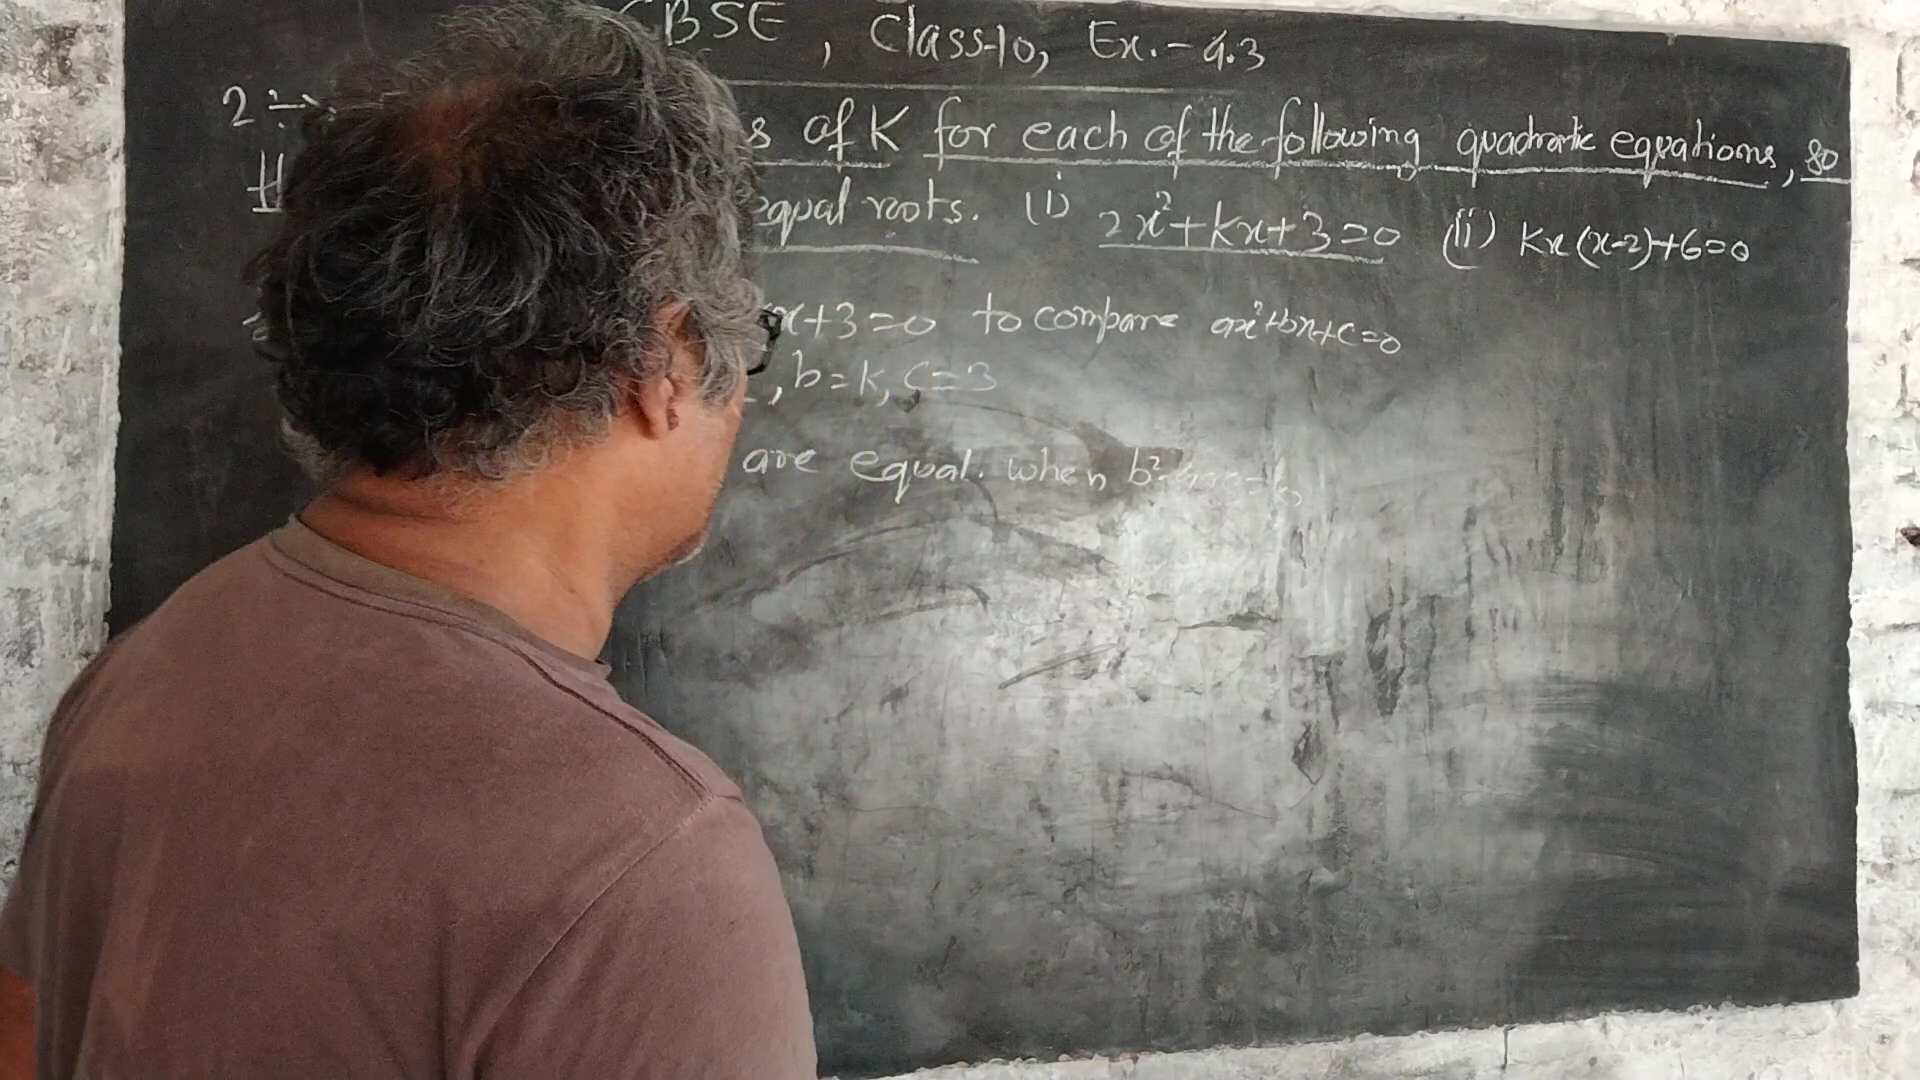 CBSE, Class-10, Ex.-4.3
2 ÷> s of K for each of the following quadratic equations, so
equal roots. (i) 2x²+kx+3=0 (ii) Kx(x-2)+6=0
x+3=0 to compare ax²+bx+c=0
, b=K, C=3
are equal. when b²-4ac=0